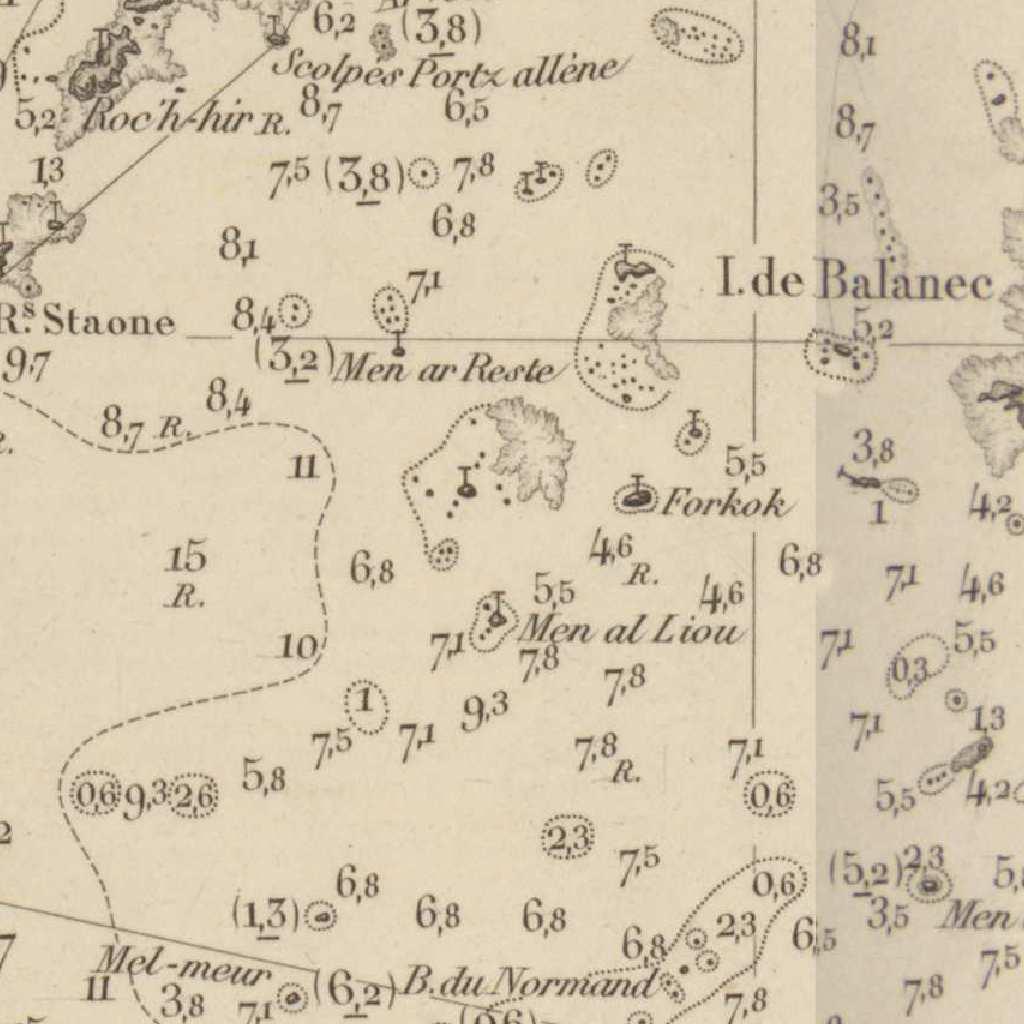 6,2 (3,8)
8,1
Scolpes Portz allène
5,2 Roc'h-hir R. 8,7 6,5 8,7
13
7,5 (3,8) 7,8
3,5
6,8
8,1
7,1 I. de Balanec
Rs. Staone 8,4 5,2
9,7 (3,2) Men ar Reste
8,4
8,7 R.
11 5,5 3,8
Forkok 1 4,2
15 6,8 4,6 6,8
R. R. 7,1 4,6
5,5 4,6
10 7,1 Men al Liou 7,1 5,5
7,8 0,3
1 7,8
9,3 13
7,5 7,1 7,8 7,1 7,1
R.
5,8
0,6 9,3 2,6 0,6 5,5 4,2
2,3
7,5
6,8 0,6 (5,2) 2,3
(1,3) 6,8 6,8 2,3 3,5 Men
6,8 6,5
Mel-meur 7,5
11 (6,2) B. du Normand
3,8 7,1 7,8 7,8